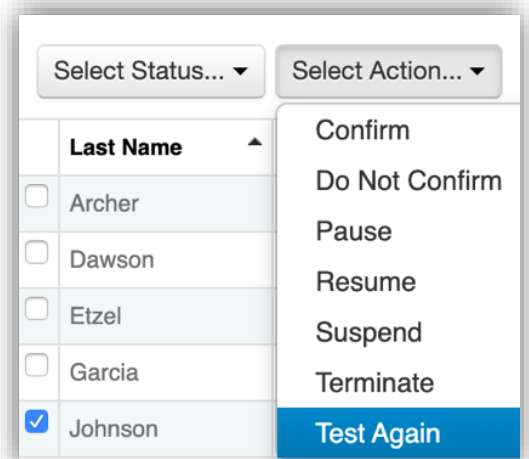 Select Status...
Select Action...
Last Name
Archer
Dawson
Etzel
Garcia
Johnson
Confirm
Do Not Confirm
Pause
Resume
Suspend
Terminate
Test Again